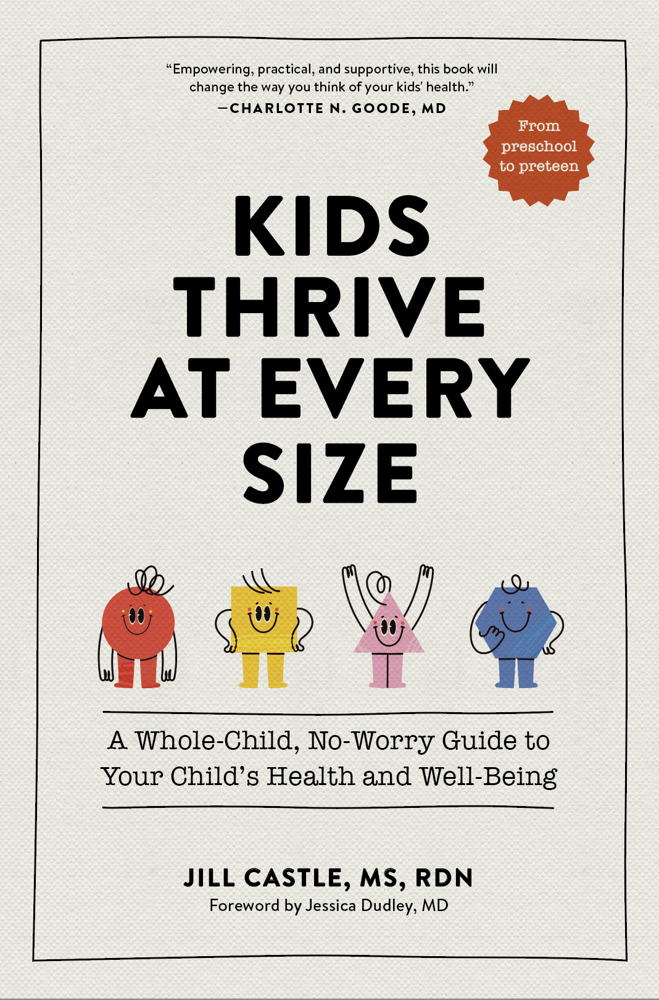 “Empowering, practical, and supportive, this book will
change the way you think of your kids' health.”
—CHARLOTTE N. GOODE, MD
From
preschool
to preteen
KIDS
THRIVE
AT EVERY
SIZE
A Whole-Child, No-Worry Guide to
Your Child’s Health and Well-Being
JILL CASTLE, MS, RDN
Foreword by Jessica Dudley, MD